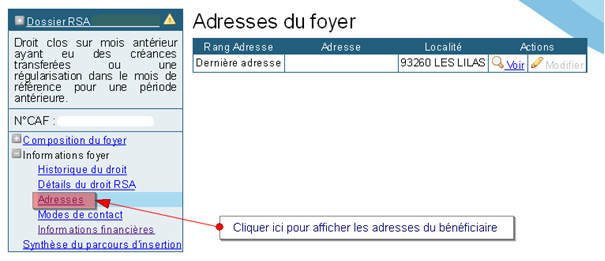 Dossier RSA
Droit clos sur mois antérieur
ayant eu des créances
transferées ou une
régularisation dans le mois de
référence pour une période
antérieure.
N°CAF :
Composition du foyer
Informations foyer
Historique du droit
Détails du droit RSA
Adresses
Modes de contact
Informations financières
Synthèse du parcours d'insertion
Adresses du foyer
Rang Adresse Adresse Localité Actions
Dernière adresse 93260 LES LILAS Voir Modifier
Cliquer ici pour afficher les adresses du bénéficiaire